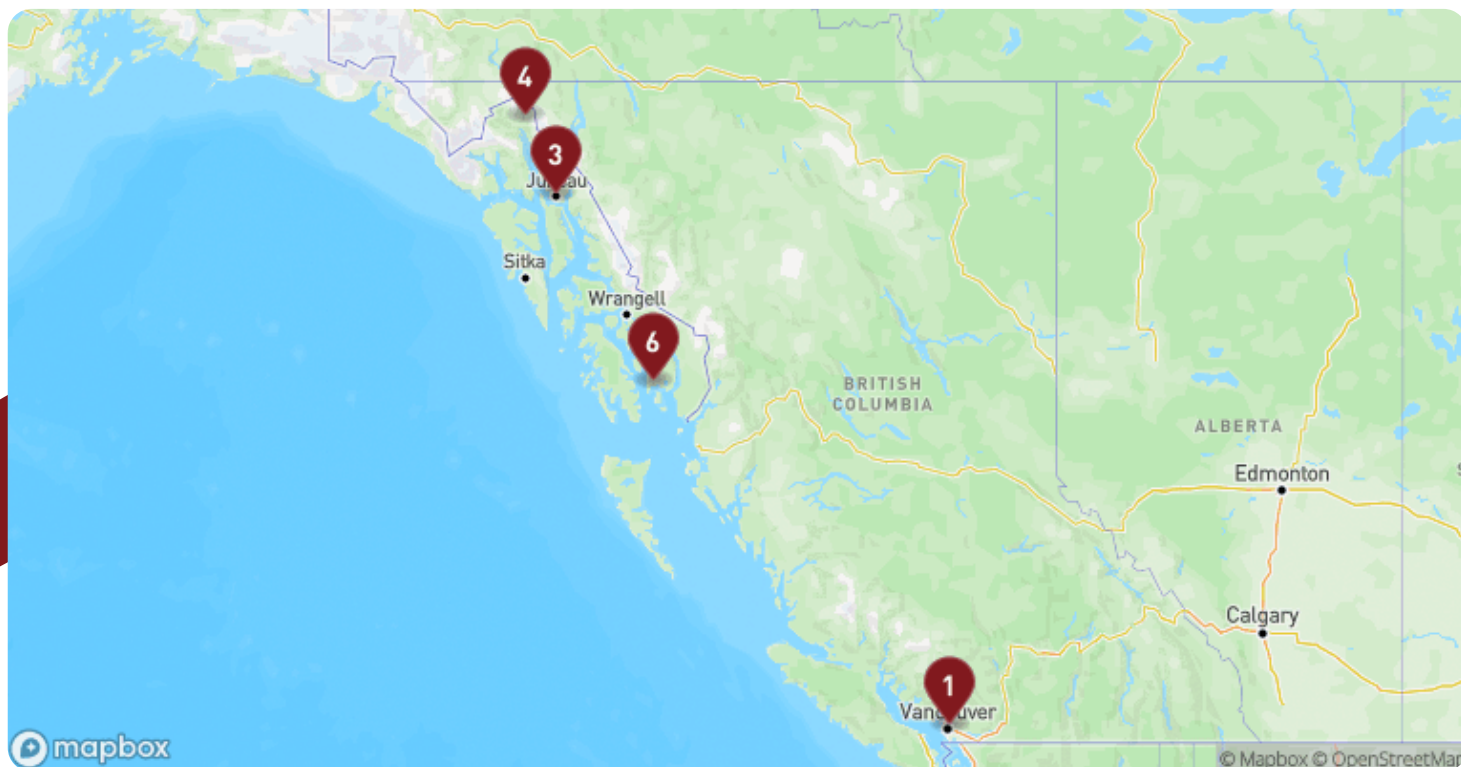 4
3
Juneau
Sitka
Wrangell
6
BRITISH
COLUMBIA
ALBERTA
Edmonton
Calgary
1
Vancouver
mapbox
© Mapbox © OpenStreetMap